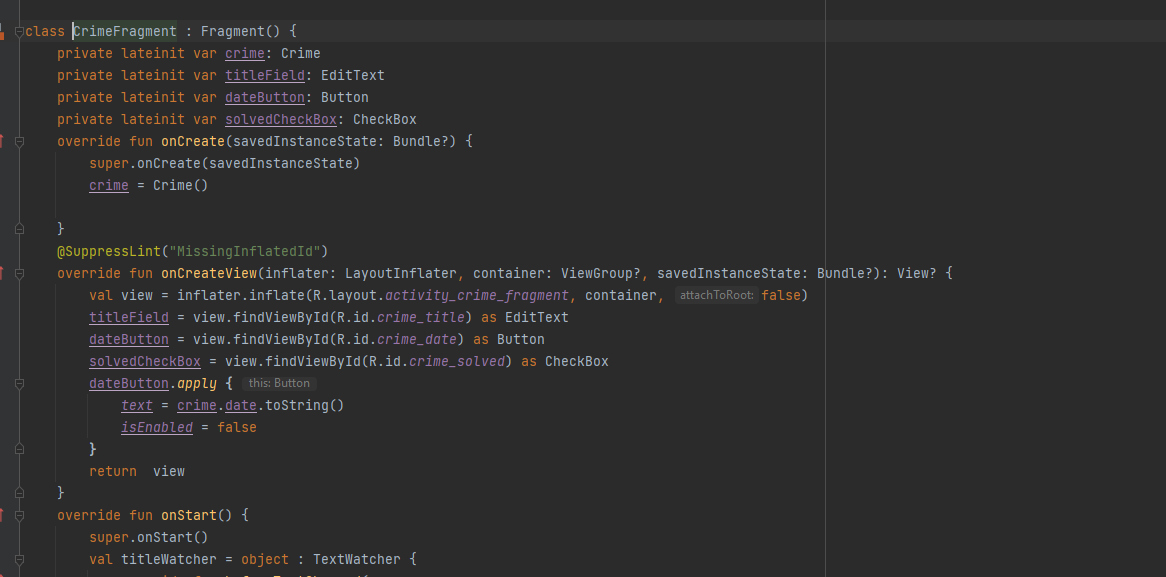 class CrimeFragment : Fragment() {
private lateinit var crime: Crime
private lateinit var titleField: EditText
private lateinit var dateButton: Button
private lateinit var solvedCheckBox: CheckBox
override fun onCreate(savedInstanceState: Bundle?) {
super.onCreate(savedInstanceState)
crime = Crime()
}
@SuppressLint("MissingInflatedId")
override fun onCreateView(inflater: LayoutInflater, container: ViewGroup?, savedInstanceState: Bundle?): View? {
val view = inflater.inflate(R.layout.activity_crime_fragment, container, attachToRoot: false)
titleField = view.findViewById(R.id.crime_title) as EditText
dateButton = view.findViewById(R.id.crime_date) as Button
solvedCheckBox = view.findViewById(R.id.crime_solved) as CheckBox
dateButton.apply { this: Button
text = crime.date.toString()
isEnabled = false
}
return  view
}
override fun onStart() {
super.onStart()
val titleWatcher = object : TextWatcher {